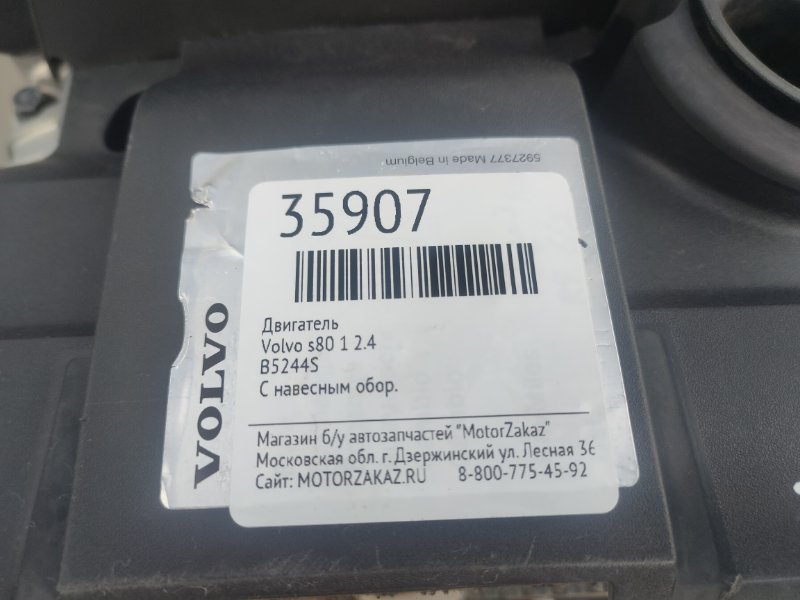 5927377 Made in Belgium
VOLVO
35907
Двигатель
Volvo s80 1 2.4
B5244S
С навесным обор.
Магазин б/у автозапчастей "MotorZakaz"
Московская обл. г. Дзержинский ул. Лесная 36
Сайт: MOTORZAKAZ.RU 8-800-775-45-92